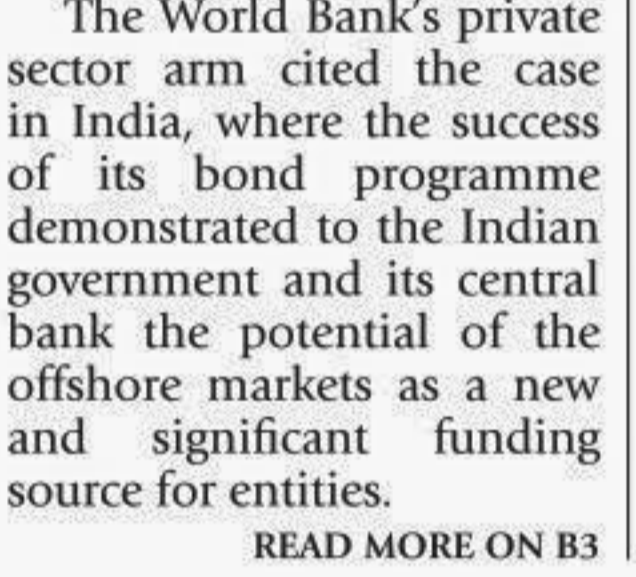 The World Bank's private
sector arm cited the case
in India, where the success
of its bond programme
demonstrated to the Indian
government and its central
bank the potential of the
offshore markets as a new
and significant funding
source for entities.
READ MORE ON B3